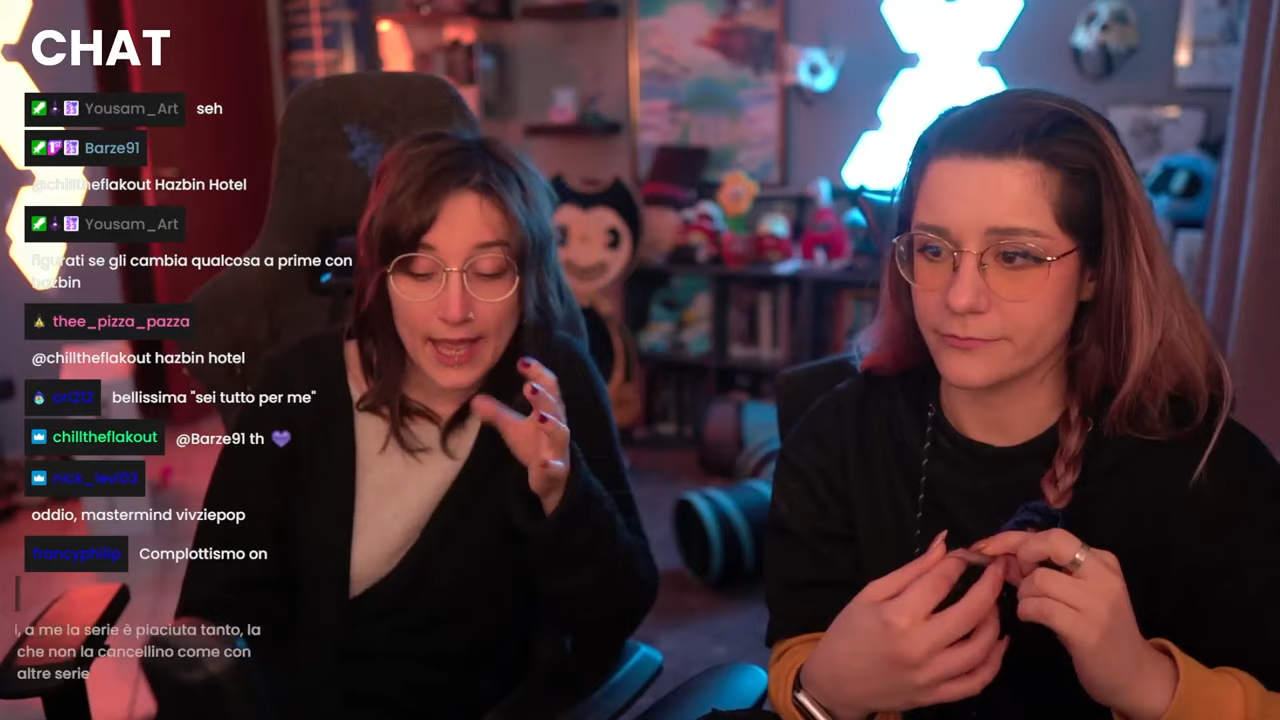 CHAT
Yousam_Art seh
Barze91
@chilltheflakout Hazbin Hotel
Yousam_Art
figurati se gli cambia qualcosa a prime con
hazbin
thee_pizza_pazza
@chilltheflakout hazbin hotel
ori212 bellissima "sei tutto per me"
chilltheflakout @Barze91 th 💜
nick_levi03
oddio, mastermind vivziepop
francyphilip Complottismo on
i, a me la serie è piaciuta tanto, la
che non la cancellino come con
altre serie